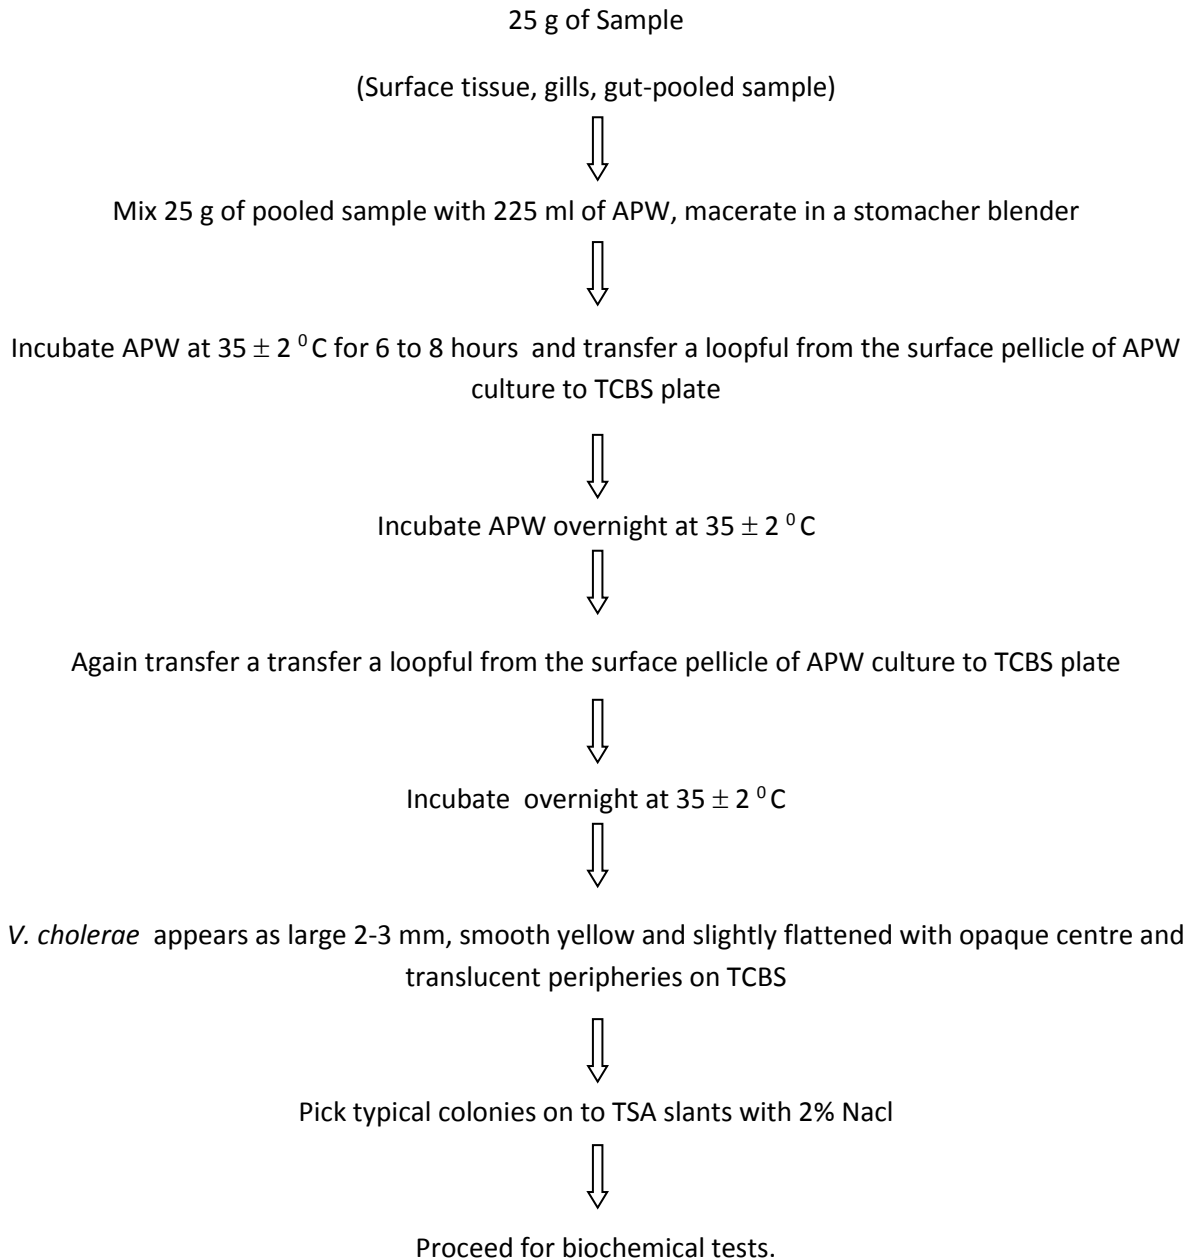 25 g of Sample
(Surface tissue, gills, gut-pooled sample)
Mix 25 g of pooled sample with 225 ml of APW, macerate in a stomacher blender
Incubate APW at 35 ± 2 ⁰ C for 6 to 8 hours and transfer a loopful from the surface pellicle of APW
culture to TCBS plate
Incubate APW overnight at 35 ± 2 ⁰ C
Again transfer a transfer a loopful from the surface pellicle of APW culture to TCBS plate
Incubate overnight at 35 ± 2 ⁰ C
V. cholerae appears as large 2-3 mm, smooth yellow and slightly flattened with opaque centre and
translucent peripheries on TCBS
Pick typical colonies on to TSA slants with 2% Nacl
Proceed for biochemical tests.